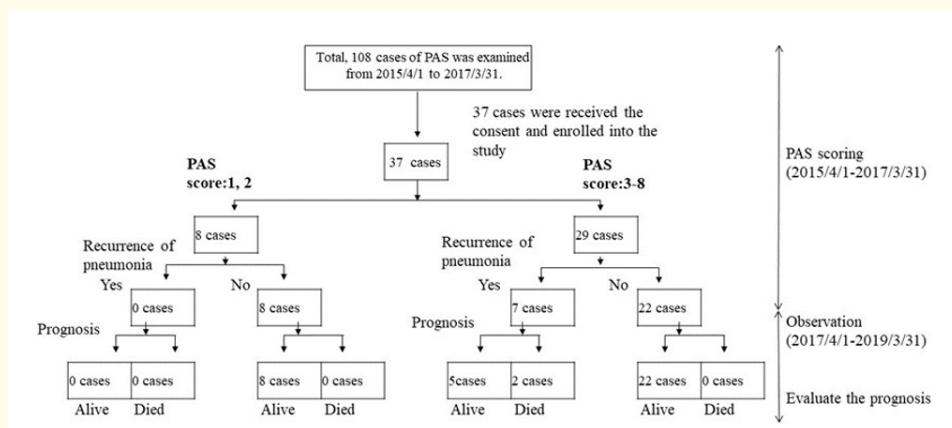 Total, 108 cases of PAS was examined
from 2015/4/1 to 2017/3/31.
37 cases were received the
consent and enrolled into the
study
37 cases
PAS
score:1, 2
PAS
score:3-8
PAS scoring
(2015/4/1-2017/3/31)
8 cases
29 cases
Recurrence of
pneumonia
Recurrence of
pneumonia
Yes
No
Yes
No
0 cases
8 cases
7 cases
22 cases
Prognosis
Prognosis
Observation
(2017/4/1-2019/3/31)
0 cases
0 cases
8 cases
0 cases
5cases
2 cases
22 cases
0 cases
Alive
Died
Alive
Died
Alive
Died
Alive
Died
Evaluate the prognosis